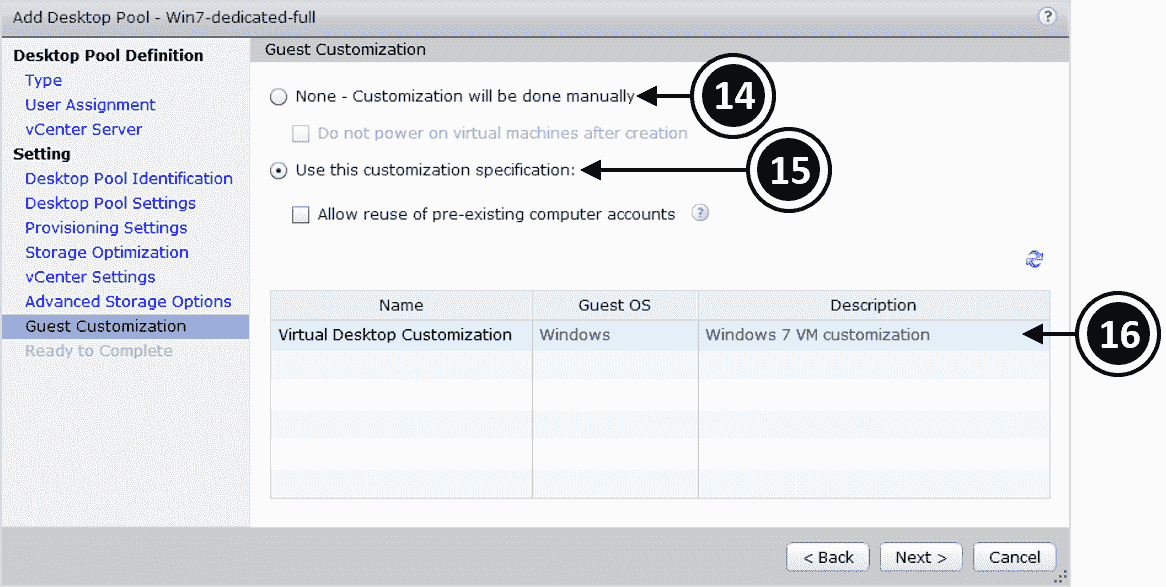 Add Desktop Pool - Win7-dedicated-full
?
Desktop Pool Definition
Type
User Assignment
vCenter Server
Setting
Desktop Pool Identification
Desktop Pool Settings
Provisioning Settings
Storage Optimization
vCenter Settings
Advanced Storage Options
Guest Customization
Ready to Complete
Guest Customization
None - Customization will be done manually
14
Do not power on virtual machines after creation
Use this customization specification:
15
Allow reuse of pre-existing computer accounts ?
Name Guest OS Description
Virtual Desktop Customization Windows Windows 7 VM customization
16
< Back Next > Cancel